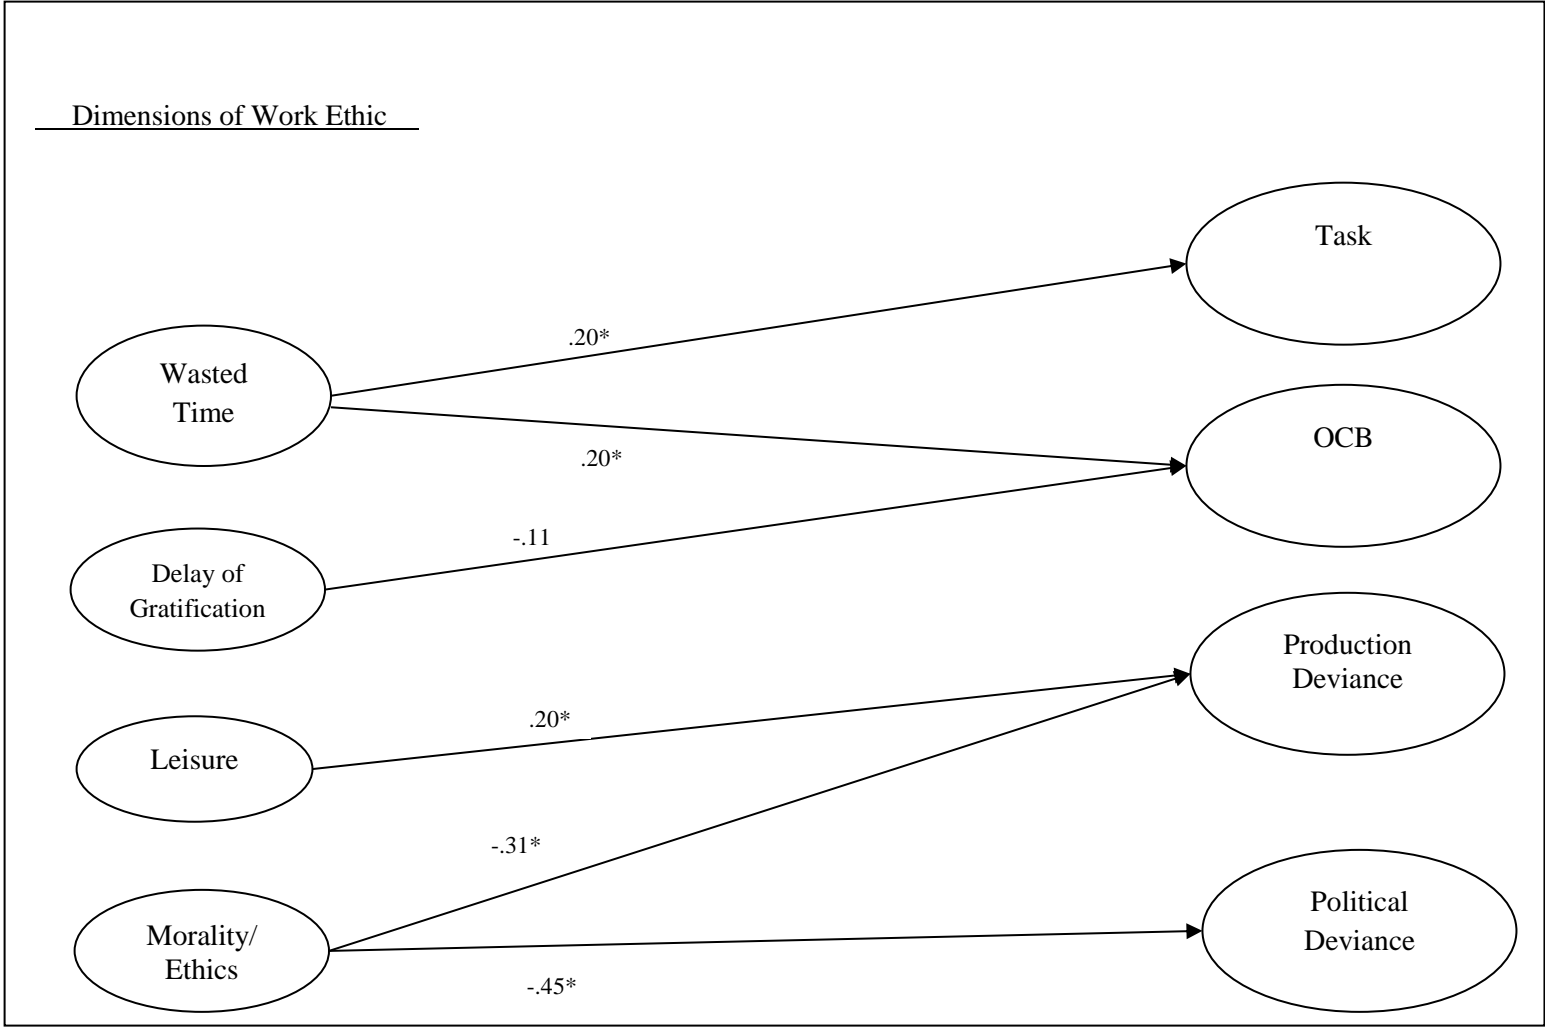 Dimensions of Work Ethic
Task
.20*
Wasted
Time
OCB
.20*
-.11
Delay of
Gratification
Production
Deviance
.20*
Leisure
-.31*
Political
Deviance
Morality/
Ethics
-.45*